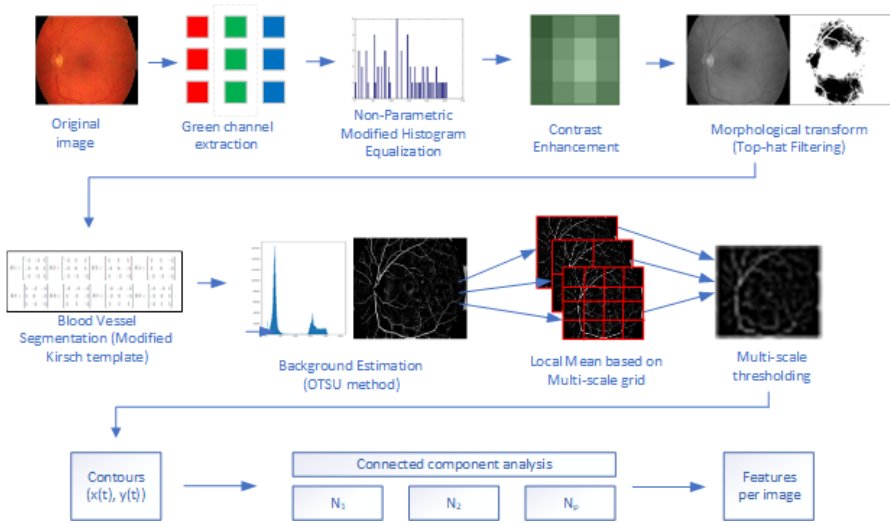 Original
image
Green channel
extraction
Non-Parametric
Modified Histogram
Equalization
Contrast
Enhancement
Morphological transform
(Top-hat Filtering)
Blood Vessel
Segmentation (Modified
Kirsch template)
Background Estimation
(OTSU method)
Local Mean based on
Multi-scale grid
Multi-scale
thresholding
Contours
(x(t), y(t))
Connected component analysis
N₁
N₂
Nₚ
Features
per image